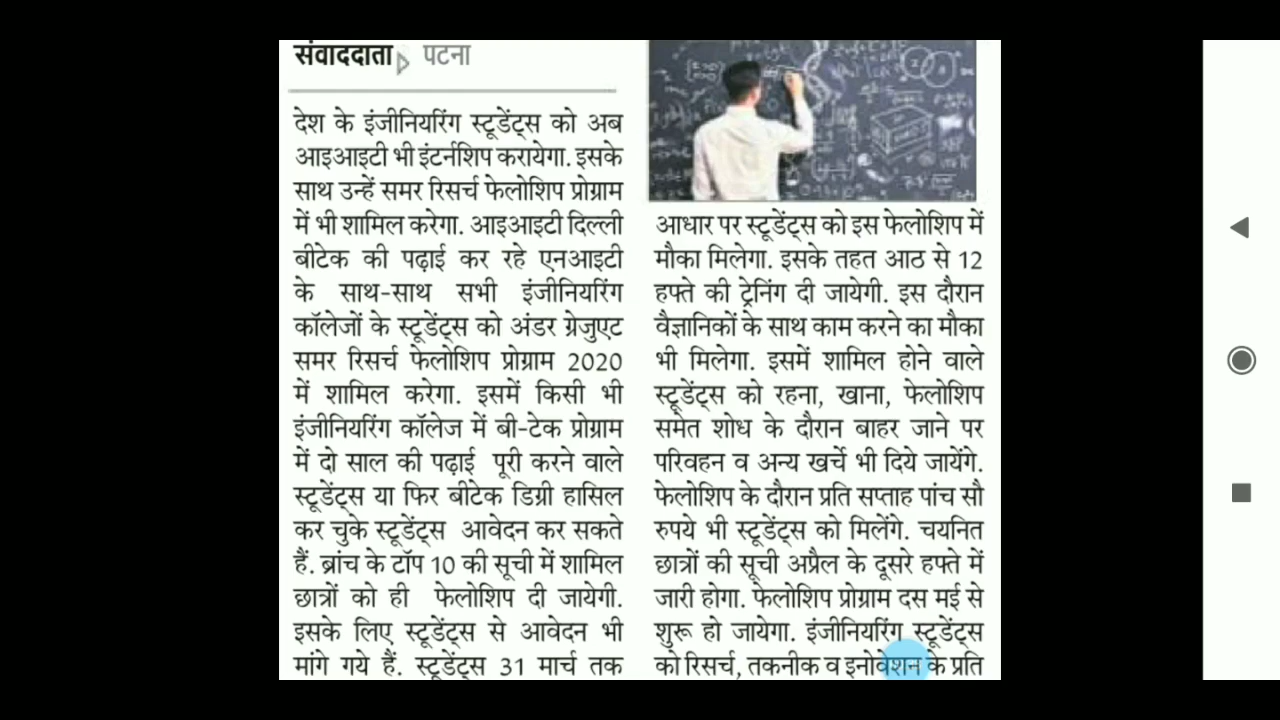 संवाददाता पटना
देश के इंजीनियरिंग स्टूडेंट्स को अब
आइआइटी भी इंटर्नशिप करायेगा. इसके
साथ उन्हें समर रिसर्च फेलोशिप प्रोग्राम
में भी शामिल करेगा. आइआइटी दिल्ली
बीटेक की पढ़ाई कर रहे एनआइटी
के साथ-साथ सभी इंजीनियरिंग
कॉलेजों के स्टूडेंट्स को अंडर ग्रेजुएट
समर रिसर्च फेलोशिप प्रोग्राम 2020
में शामिल करेगा. इसमें किसी भी
इंजीनियरिंग कॉलेज में बी-टेक प्रोग्राम
में दो साल की पढ़ाई पूरी करने वाले
स्टूडेंट्स या फिर बीटेक डिग्री हासिल
कर चुके स्टूडेंट्स आवेदन कर सकते
हैं. ब्रांच के टॉप 10 की सूची में शामिल
छात्रों को ही फेलोशिप दी जायेगी.
इसके लिए स्टूडेंट्स से आवेदन भी
मांगे गये हैं. स्टूडेंट्स 31 मार्च तक
आधार पर स्टूडेंट्स को इस फेलोशिप में
मौका मिलेगा. इसके तहत आठ से 12
हफ्ते की ट्रेनिंग दी जायेगी. इस दौरान
वैज्ञानिकों के साथ काम करने का मौका
भी मिलेगा. इसमें शामिल होने वाले
स्टूडेंट्स को रहना, खाना, फेलोशिप
समेत शोध के दौरान बाहर जाने पर
परिवहन व अन्य खर्चे भी दिये जायेंगे.
फेलोशिप के दौरान प्रति सप्ताह पांच सौ
रुपये भी स्टूडेंट्स को मिलेंगे. चयनित
छात्रों की सूची अप्रैल के दूसरे हफ्ते में
जारी होगा. फेलोशिप प्रोग्राम दस मई से
शुरू हो जायेगा. इंजीनियरिंग स्टूडेंट्स
को रिसर्च, तकनीक व इनोवेशन के प्रति